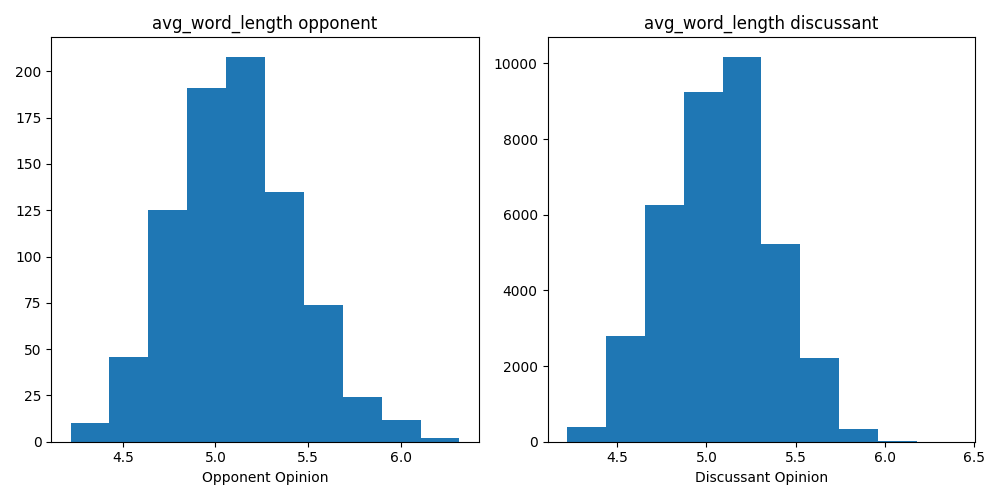 avg_word_length opponent
200
175
150
125
100
75
50
25
0
4.5 5.0 5.5 6.0
Opponent Opinion
avg_word_length discussant
10000
8000
6000
4000
2000
0
4.5 5.0 5.5 6.0 6.5
Discussant Opinion